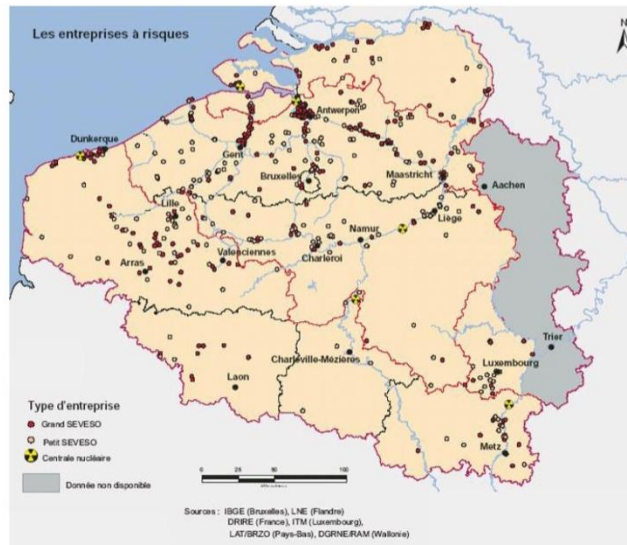 Les entreprises à risques
N
Antwerpen
Dunkerque
Gent
Bruxelles
Maastricht
Aachen
Lille
Liège
Namur
Valenciennes
Charleroi
Arras
Trier
Charleville-Mézières
Luxembourg
Laon
Metz
Type d'entreprise
Grand SEVESO
Petit SEVESO
Centrale nucléaire
Donnée non disponible
0 25 50 100
Sources : IBGE (Bruxelles), LNE (Flandre)
DRIRE (France), ITM (Luxembourg),
LAT/BRZO (Pays-Bas), DGRNE/RAM (Wallonie)